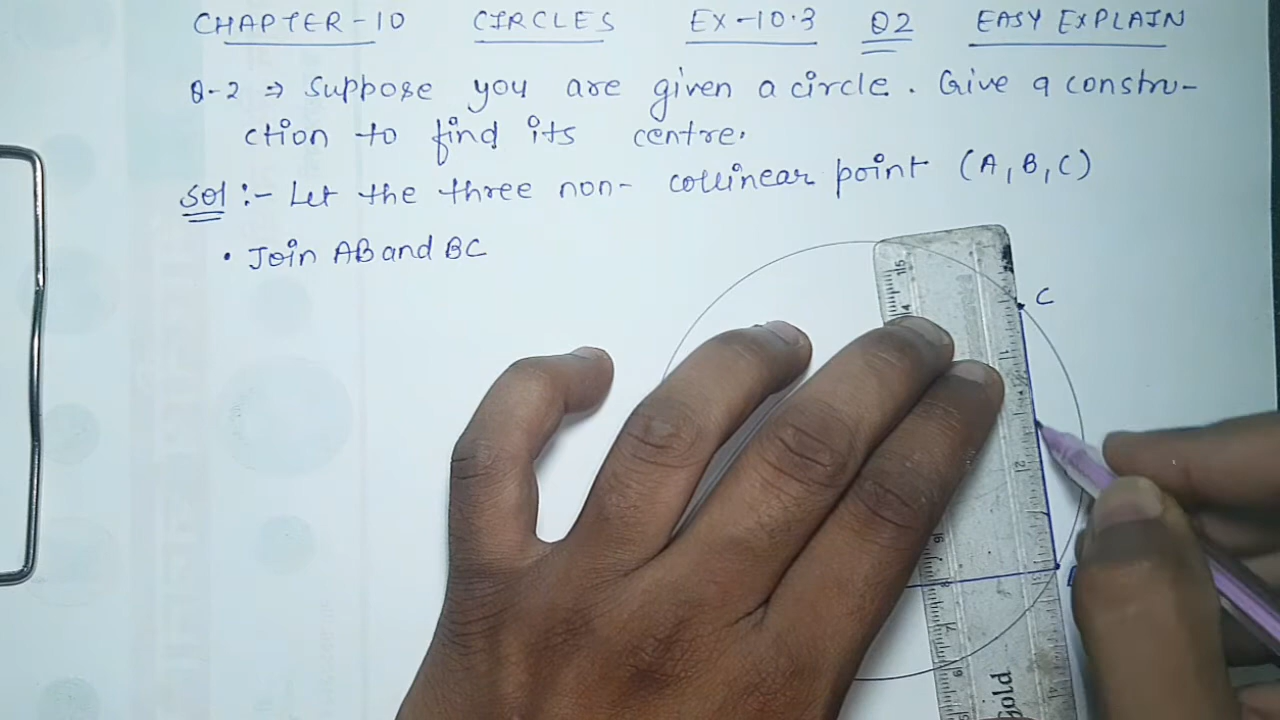 CHAPTER-10 CIRCLES EX-10.3 Q2 EASY EXPLAIN
Q-2 ⇒ Suppose you are given a circle. Give a constru-
ction to find its centre.
Sol :- Let the three non- collinear point (A, B, C)
• Join AB and BC
C
Gold